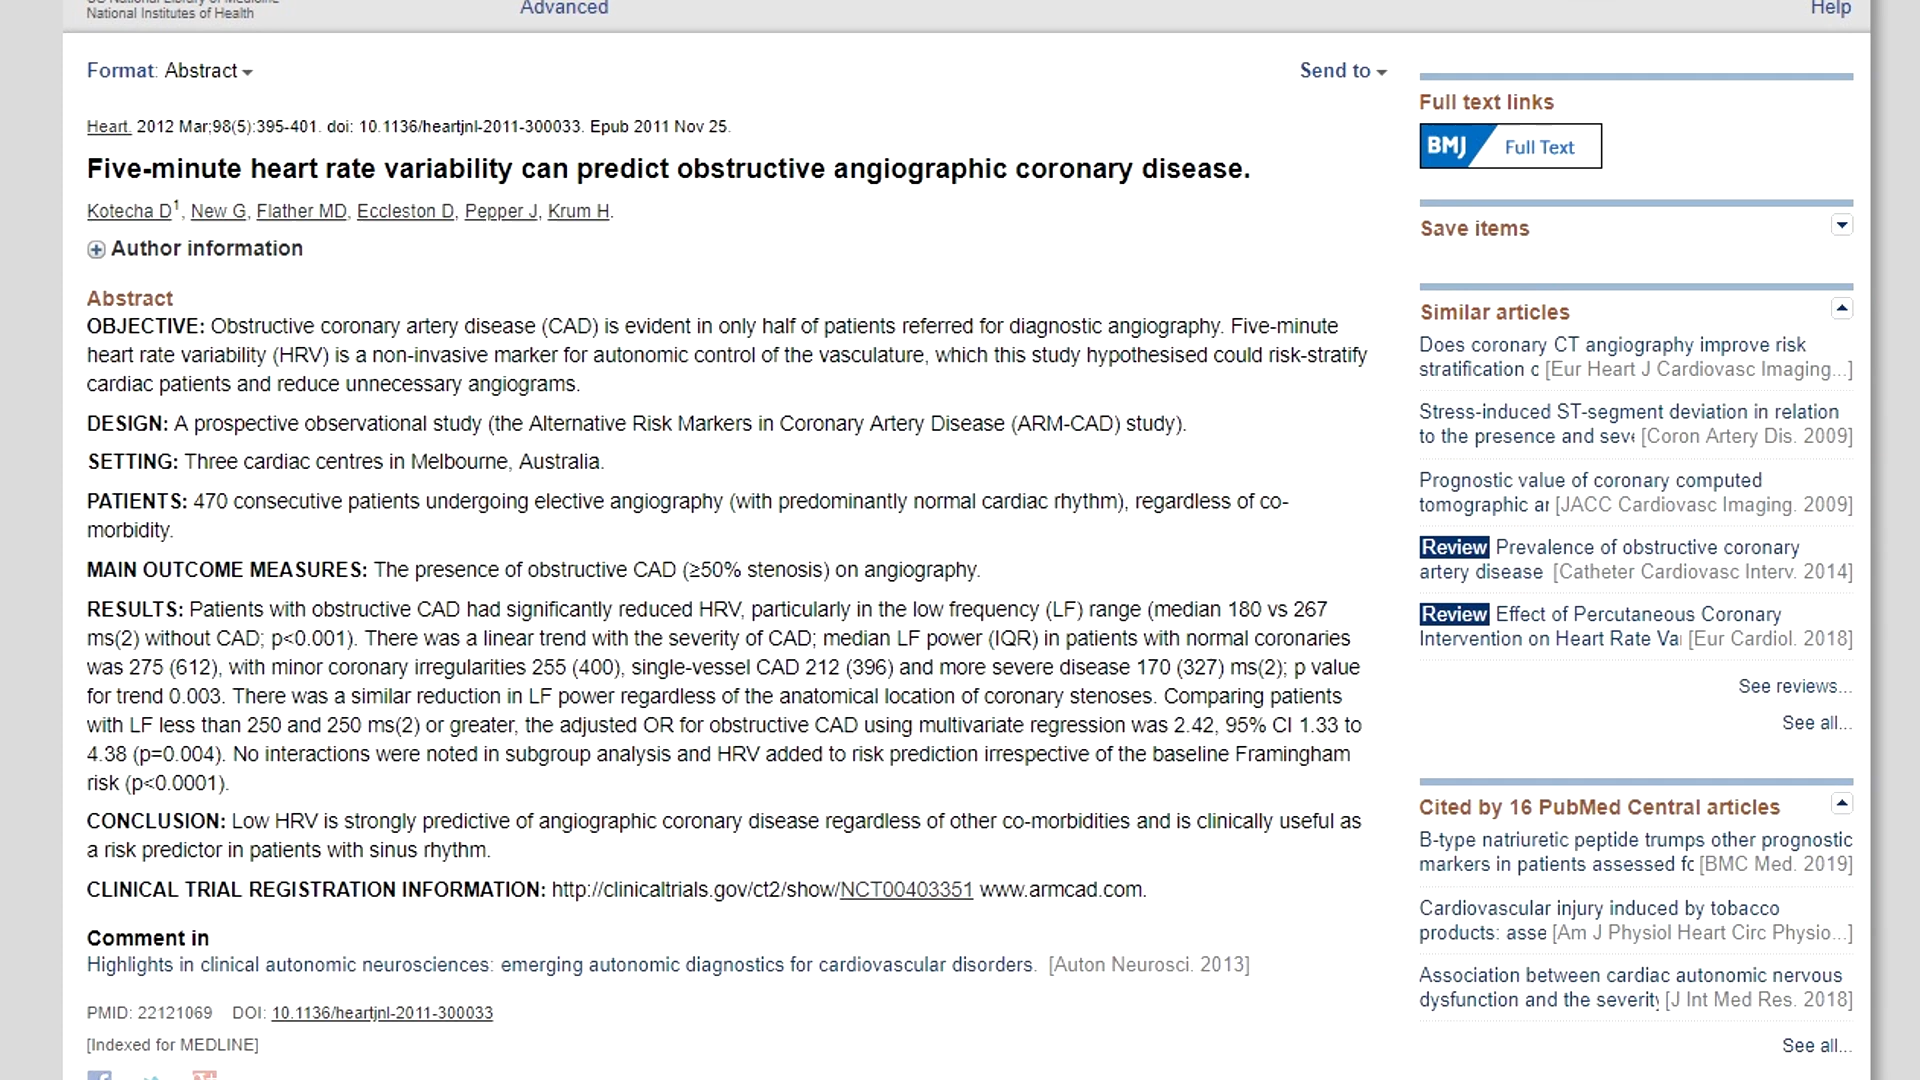 National Institutes of Health
Advanced
Help
Format: Abstract
Send to
Heart. 2012 Mar;98(5):395-401. doi: 10.1136/heartjnl-2011-300033. Epub 2011 Nov 25.
Five-minute heart rate variability can predict obstructive angiographic coronary disease.
Kotecha D1, New G, Flather MD, Eccleston D, Pepper J, Krum H.
Author information
Abstract
OBJECTIVE: Obstructive coronary artery disease (CAD) is evident in only half of patients referred for diagnostic angiography. Five-minute
heart rate variability (HRV) is a non-invasive marker for autonomic control of the vasculature, which this study hypothesised could risk-stratify
cardiac patients and reduce unnecessary angiograms.
DESIGN: A prospective observational study (the Alternative Risk Markers in Coronary Artery Disease (ARM-CAD) study).
SETTING: Three cardiac centres in Melbourne, Australia.
PATIENTS: 470 consecutive patients undergoing elective angiography (with predominantly normal cardiac rhythm), regardless of co-
morbidity.
MAIN OUTCOME MEASURES: The presence of obstructive CAD (≥50% stenosis) on angiography.
RESULTS: Patients with obstructive CAD had significantly reduced HRV, particularly in the low frequency (LF) range (median 180 vs 267
ms(2) without CAD; p<0.001). There was a linear trend with the severity of CAD; median LF power (IQR) in patients with normal coronaries
was 275 (612), with minor coronary irregularities 255 (400), single-vessel CAD 212 (396) and more severe disease 170 (327) ms(2); p value
for trend 0.003. There was a similar reduction in LF power regardless of the anatomical location of coronary stenoses. Comparing patients
with LF less than 250 and 250 ms(2) or greater, the adjusted OR for obstructive CAD using multivariate regression was 2.42, 95% CI 1.33 to
4.38 (p=0.004). No interactions were noted in subgroup analysis and HRV added to risk prediction irrespective of the baseline Framingham
risk (p<0.0001).
CONCLUSION: Low HRV is strongly predictive of angiographic coronary disease regardless of other co-morbidities and is clinically useful as
a risk predictor in patients with sinus rhythm.
CLINICAL TRIAL REGISTRATION INFORMATION: http://clinicaltrials.gov/ct2/show/NCT00403351 www.armcad.com.
Comment in
Highlights in clinical autonomic neurosciences: emerging autonomic diagnostics for cardiovascular disorders. [Auton Neurosci. 2013]
PMID: 22121069 DOI: 10.1136/heartjnl-2011-300033
[Indexed for MEDLINE]
Full text links
BMJ Full Text
Save items
Similar articles
Does coronary CT angiography improve risk
stratification c [Eur Heart J Cardiovasc Imaging...]
Stress-induced ST-segment deviation in relation
to the presence and seve [Coron Artery Dis. 2009]
Prognostic value of coronary computed
tomographic ar [JACC Cardiovasc Imaging. 2009]
Review Prevalence of obstructive coronary
artery disease [Catheter Cardiovasc Interv. 2014]
Review Effect of Percutaneous Coronary
Intervention on Heart Rate Va [Eur Cardiol. 2018]
See reviews...
See all...
Cited by 16 PubMed Central articles
B-type natriuretic peptide trumps other prognostic
markers in patients assessed fc [BMC Med. 2019]
Cardiovascular injury induced by tobacco
products: asse [Am J Physiol Heart Circ Physio...]
Association between cardiac autonomic nervous
dysfunction and the severity [J Int Med Res. 2018]
See all...